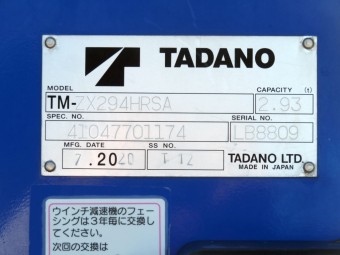 TADANO
MODEL
TM-ZX294HRSA
CAPACITY (t)
2.93
SPEC. NO.
41047701174
SERIAL NO.
LB8809
MFG. DATE
7.2020
SS NO.
TADANO LTD.
MADE IN JAPAN
ウインチ減速機のフェー
シングは３年毎に交換し
てください。
次回の交換は